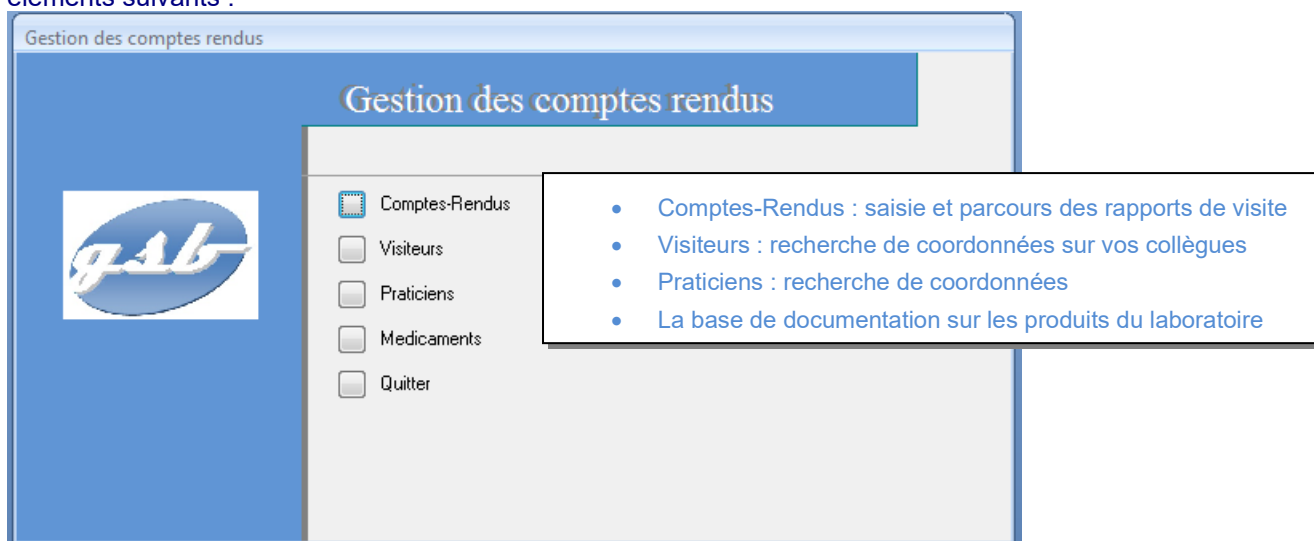 éléments suivants :
Gestion des comptes rendus
Gestion des comptes rendus
gsb
Comptes-Rendus
Visiteurs
Praticiens
Medicaments
Quitter
• Comptes-Rendus : saisie et parcours des rapports de visite
• Visiteurs : recherche de coordonnées sur vos collègues
• Praticiens : recherche de coordonnées
• La base de documentation sur les produits du laboratoire